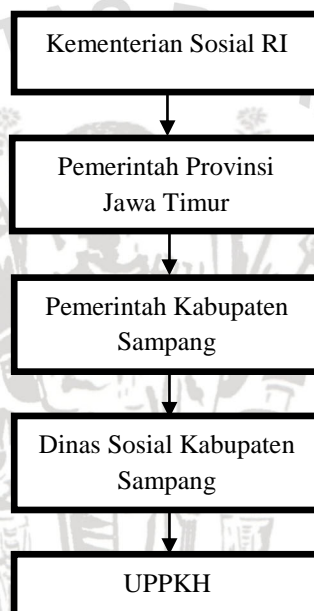 Kementerian Sosial RI
Pemerintah Provinsi
Jawa Timur
Pemerintah Kabupaten
Sampang
Dinas Sosial Kabupaten
Sampang
UPPKH